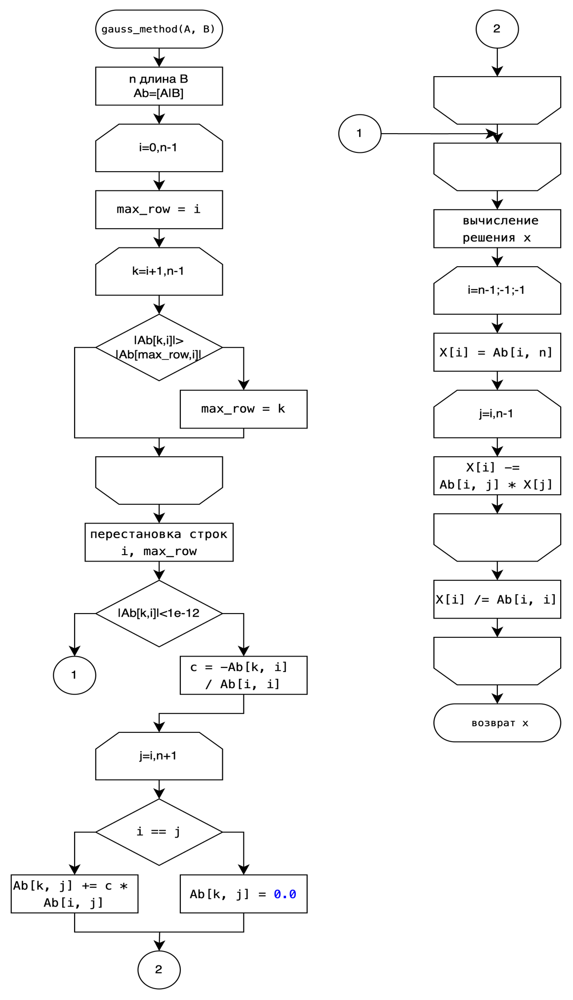 gauss_method(A, B)
n длина B
Ab=[A|B]
i=0,n-1
max_row = i
k=i+1,n-1
|Ab[k,i]|>
|Ab[max_row,i]|
max_row = k
перестановка строк
i, max_row
|Ab[k,i]|<1e-12
1
c = -Ab[k, i]
/ Ab[i, i]
j=i,n+1
i == j
Ab[k, j] += c *
Ab[i, j]
Ab[k, j] = 0.0
2
2
1
вычисление
решения x
i=n-1;-1;-1
X[i] = Ab[i, n]
j=i,n-1
X[i] -=
Ab[i, j] * X[j]
X[i] /= Ab[i, i]
возврат x